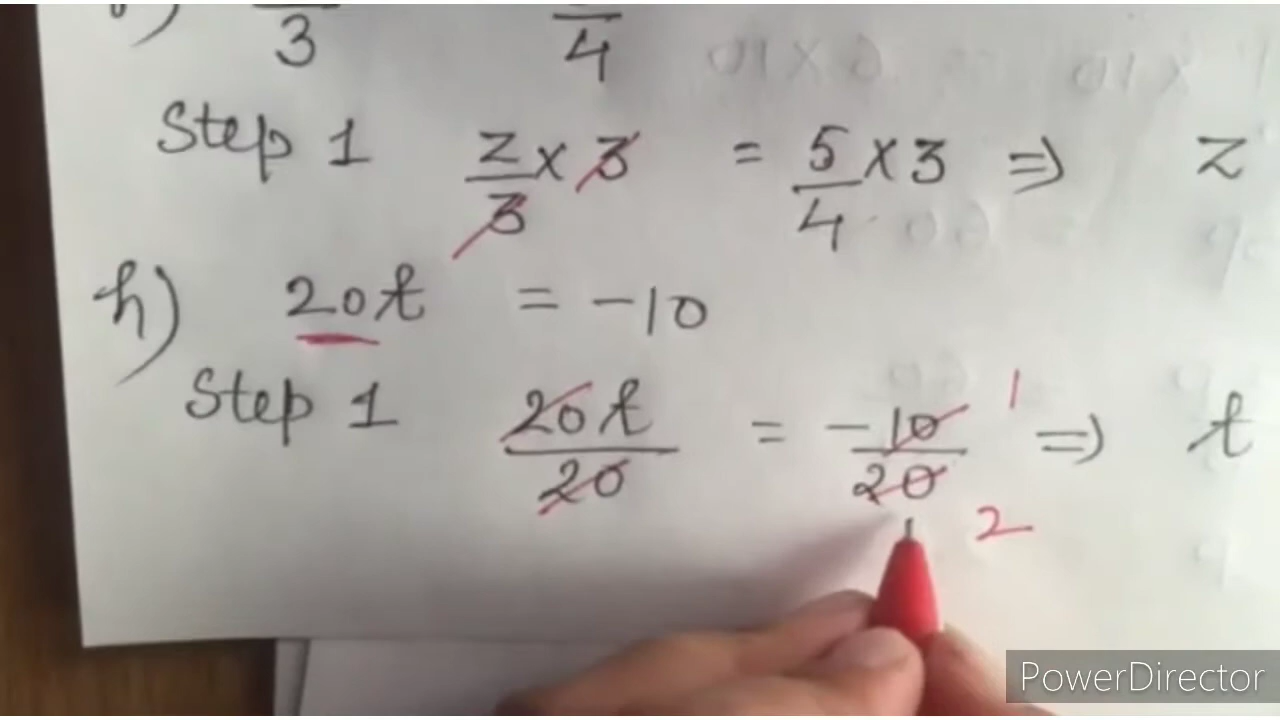 3 4
Step 1 z/3 x 3 = 5/4 x 3 => z
h) 20t = -10
Step 1 20t/20 = -10/20 1 2 => t
PowerDirector